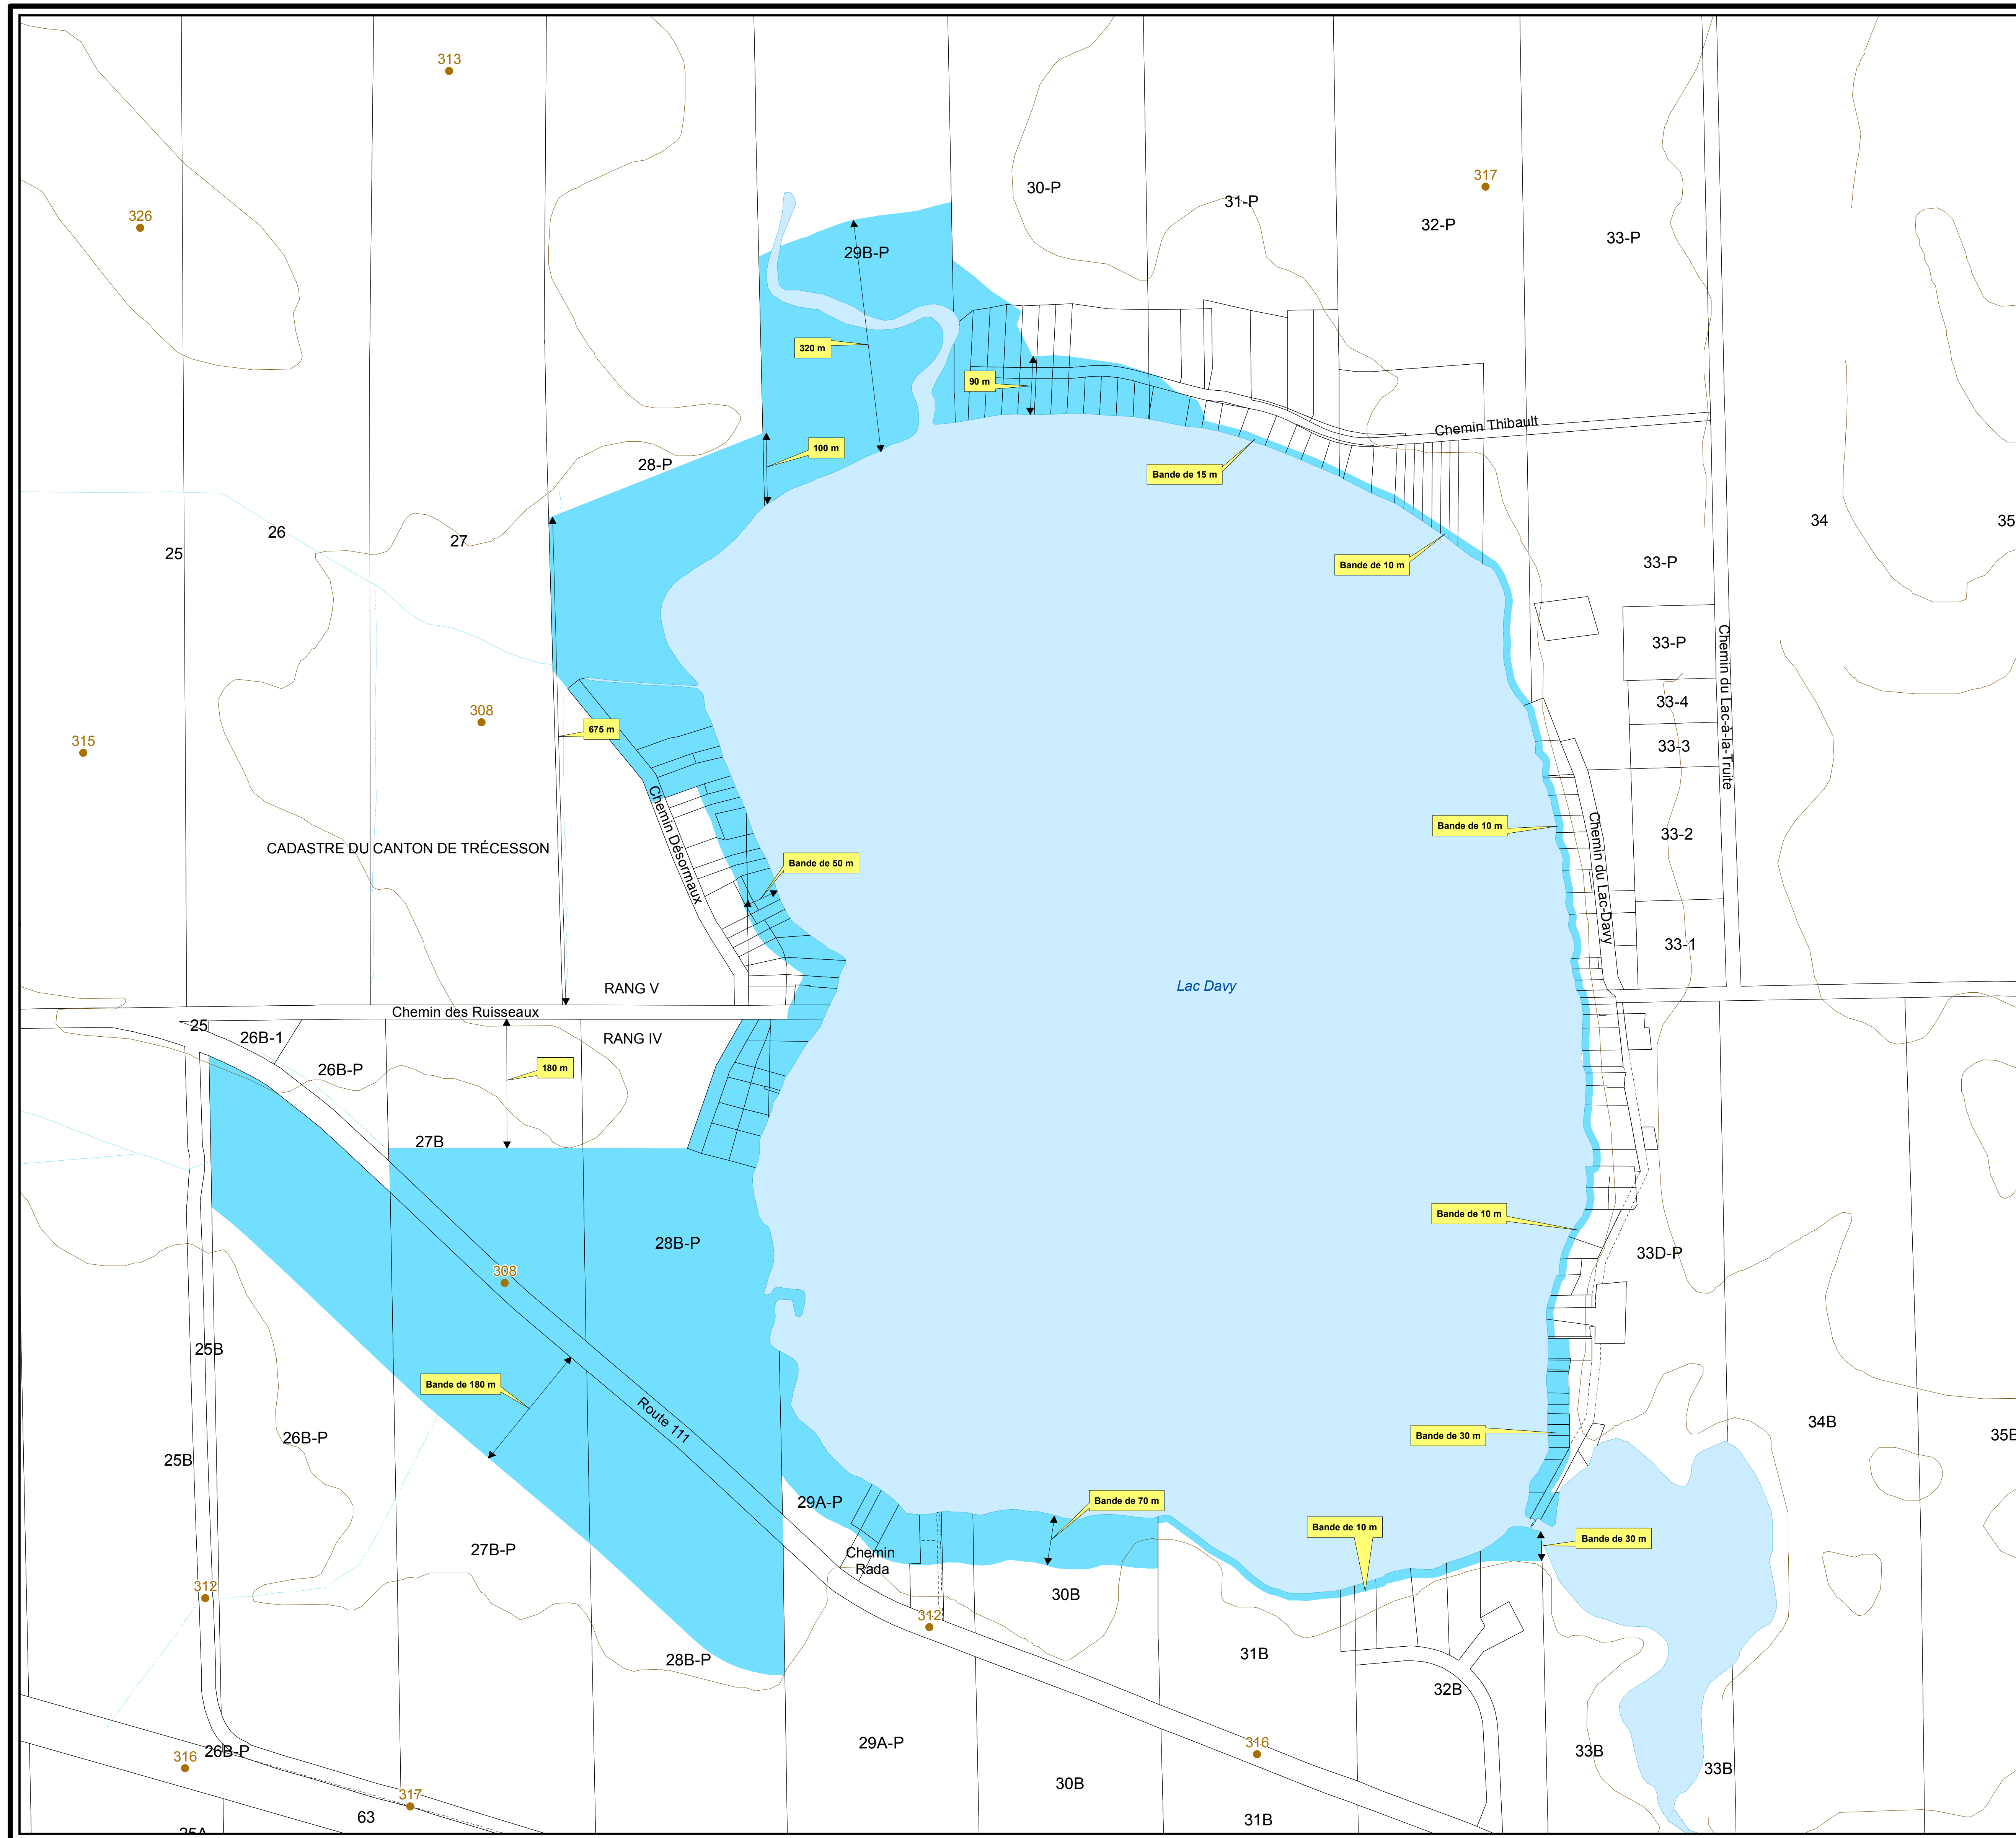 313
326
317
30-P
31-P
32-P
33-P
29B-P
320 m
90 m
Chemin Thibault
100 m
28-P
Bande de 15 m
Bande de 10 m
25
26
27
34
35
33-P
33-P
33-4
33-3
33-2
33-1
Chemin du Lac-à-la-Truite
308
315
675 m
Chemin Désormaux
Bande de 10 m
Chemin du Lac-Davy
CADASTRE DU CANTON DE TRÉCESSON
Bande de 50 m
Lac Davy
RANG V
Chemin des Ruisseaux
RANG IV
25
26B-1
26B-P
180 m
27B
28B-P
Bande de 10 m
33D-P
308
25B
Bande de 180 m
Route 111
26B-P
25B
34B
35B
Bande de 30 m
29A-P
Bande de 70 m
Bande de 10 m
Bande de 30 m
27B-P
Chemin
Rada
312
30B
312
28B-P
31B
32B
29A-P
316
33B
33B
316
26B-P
30B
317
63
31B
25A